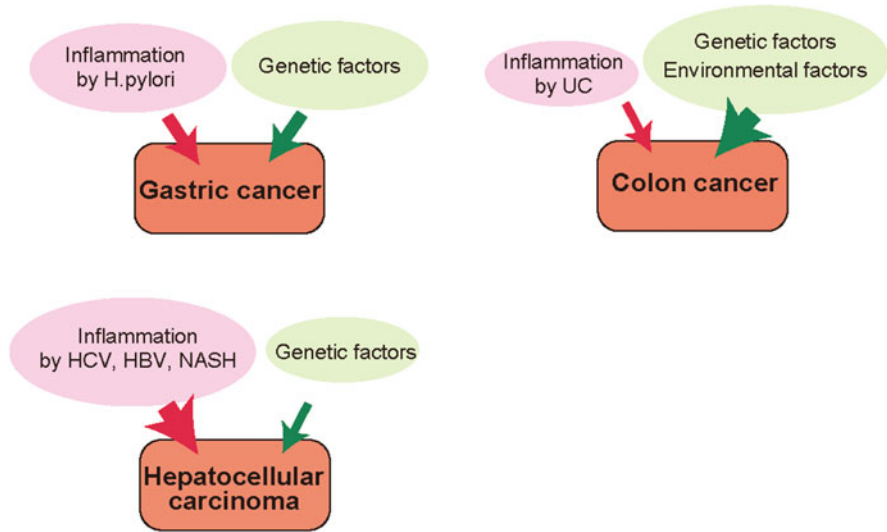 Inflammation
by H.pylori
Genetic factors
Gastric cancer
Inflammation
by UC
Genetic factors
Environmental factors
Colon cancer
Inflammation
by HCV, HBV, NASH
Genetic factors
Hepatocellular
carcinoma